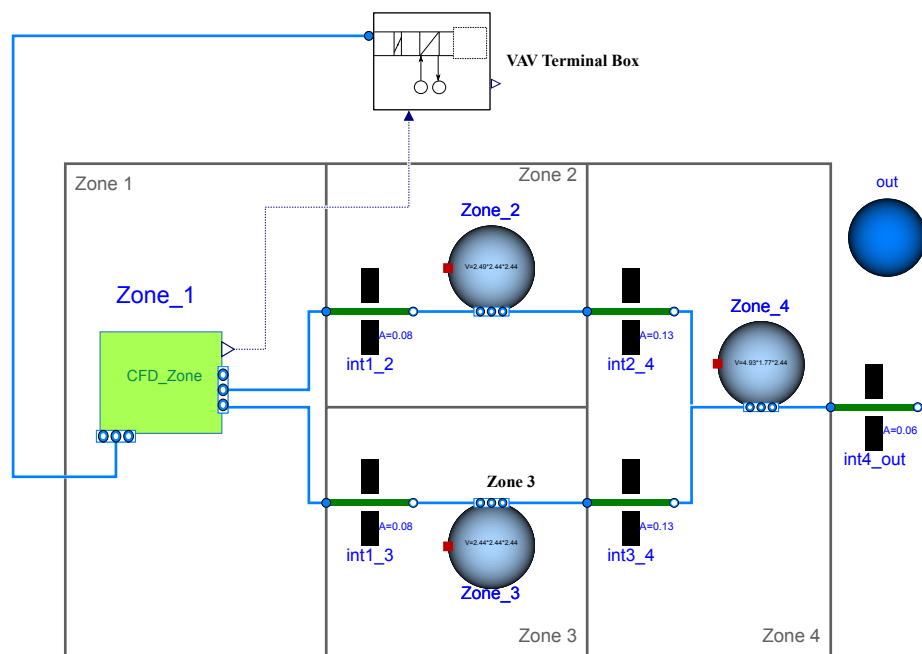 VAV Terminal Box
Zone 1
Zone 2
out
Zone_2
V=2.49*2.44*2.44
Zone_1
CFD_Zone
A=0.08
int1_2
A=0.13
int2_4
Zone_4
V=4.93*1.77*2.44
A=0.06
int4_out
Zone 3
A=0.08
int1_3
V=2.44*2.44*2.44
Zone_3
A=0.13
int3_4
Zone 3
Zone 4